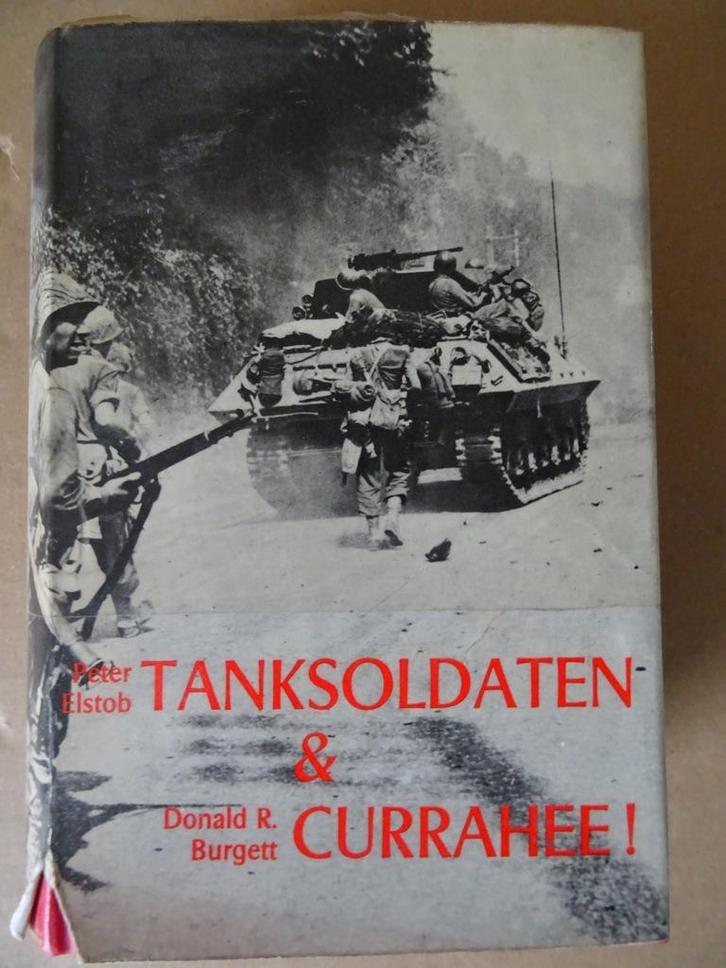 Peter
Elstob TANKSOLDATEN
&
Donald R.
Burgett CURRAHEE!